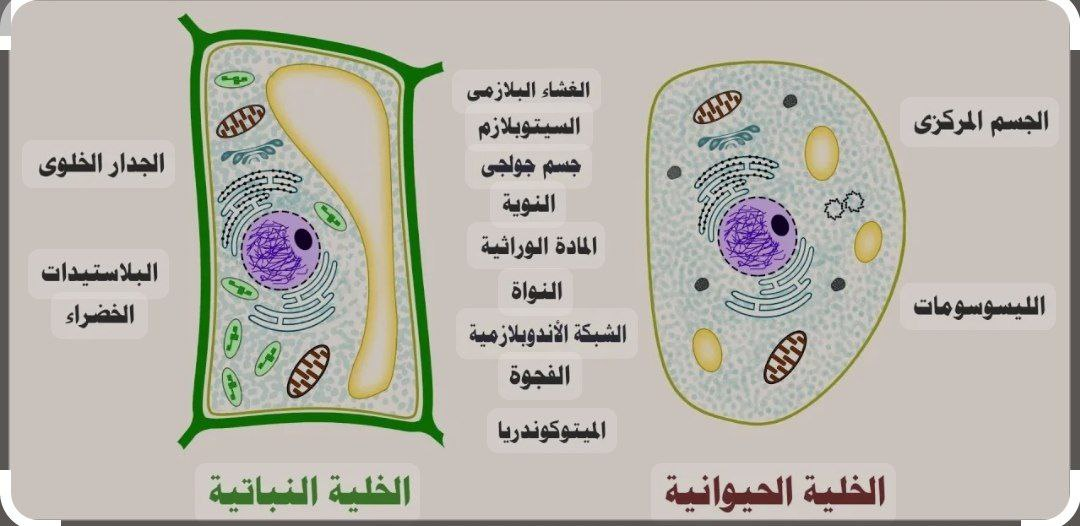 الجسم المركزى
الليسوسومات
الغشاء البلازمى
السيتوبلازم
جسم جولجى
النوية
المادة الوراثية
النواة
الشبكة الأندوبلازمية
الفجوة
الميتوكوندريا
الجدار الخلوى
البلاستيدات
الخضراء
الخلية الحيوانية
الخلية النباتية